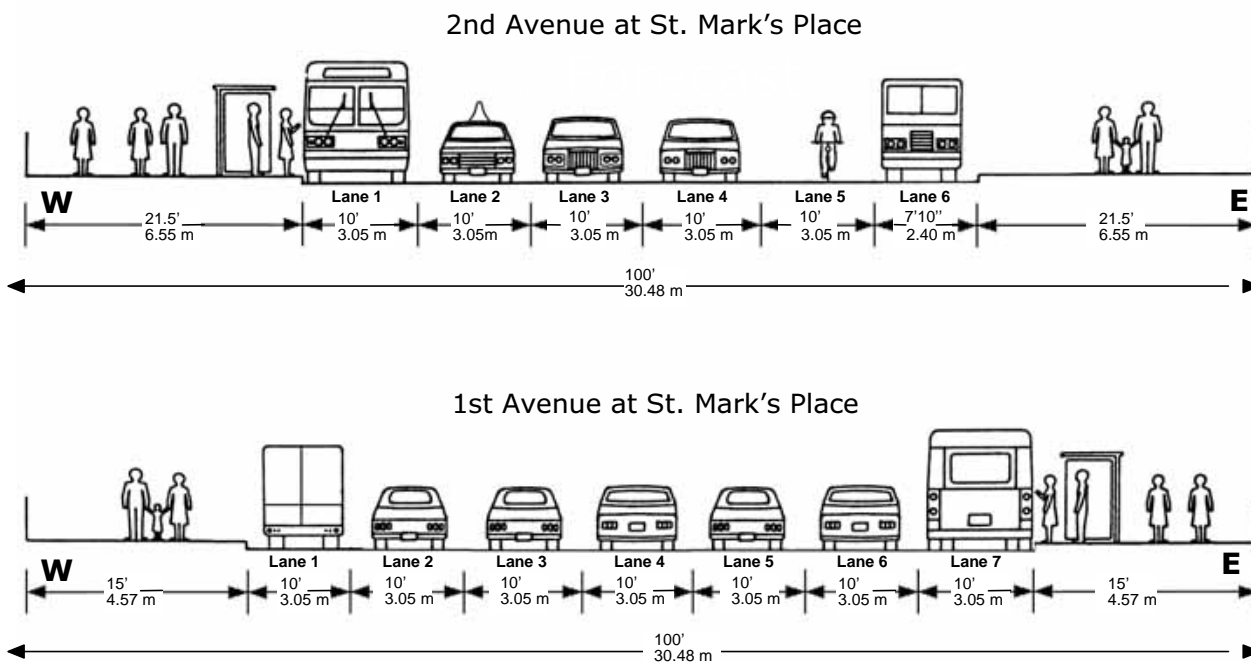 2nd Avenue at St. Mark's Place
Lane 1 Lane 2 Lane 3 Lane 4 Lane 5 Lane 6
W E
21.5' 10' 10' 10' 10' 10' 7'10'' 21.5'
6.55 m 3.05 m 3.05m 3.05 m 3.05 m 3.05 m 2.40 m 6.55 m
100'
30.48 m
1st Avenue at St. Mark's Place
Lane 1 Lane 2 Lane 3 Lane 4 Lane 5 Lane 6 Lane 7
W E
15' 10' 10' 10' 10' 10' 10' 10' 15'
4.57 m 3.05 m 3.05 m 3.05 m 3.05 m 3.05 m 3.05 m 3.05 m 4.57 m
100'
30.48 m